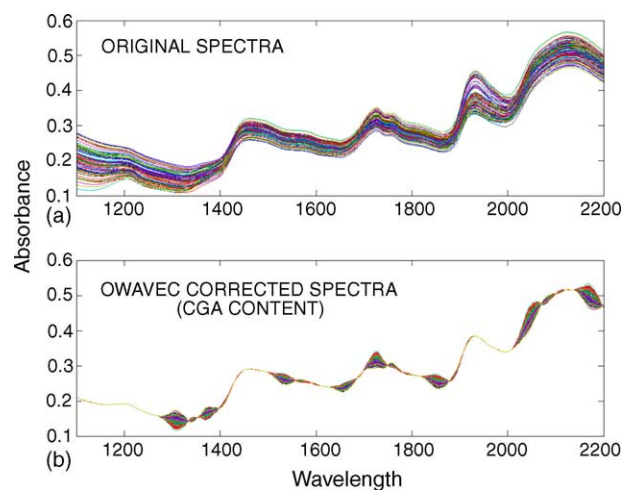 0.6
ORIGINAL SPECTRA
0.5
0.4
0.3
0.2
0.1
(a)
1200 1400 1600 1800 2000 2200
Absorbance
0.6
OWAVEC CORRECTED SPECTRA
(CGA CONTENT)
0.5
0.4
0.3
0.2
0.1
(b)
1200 1400 1600 1800 2000 2200
Wavelength